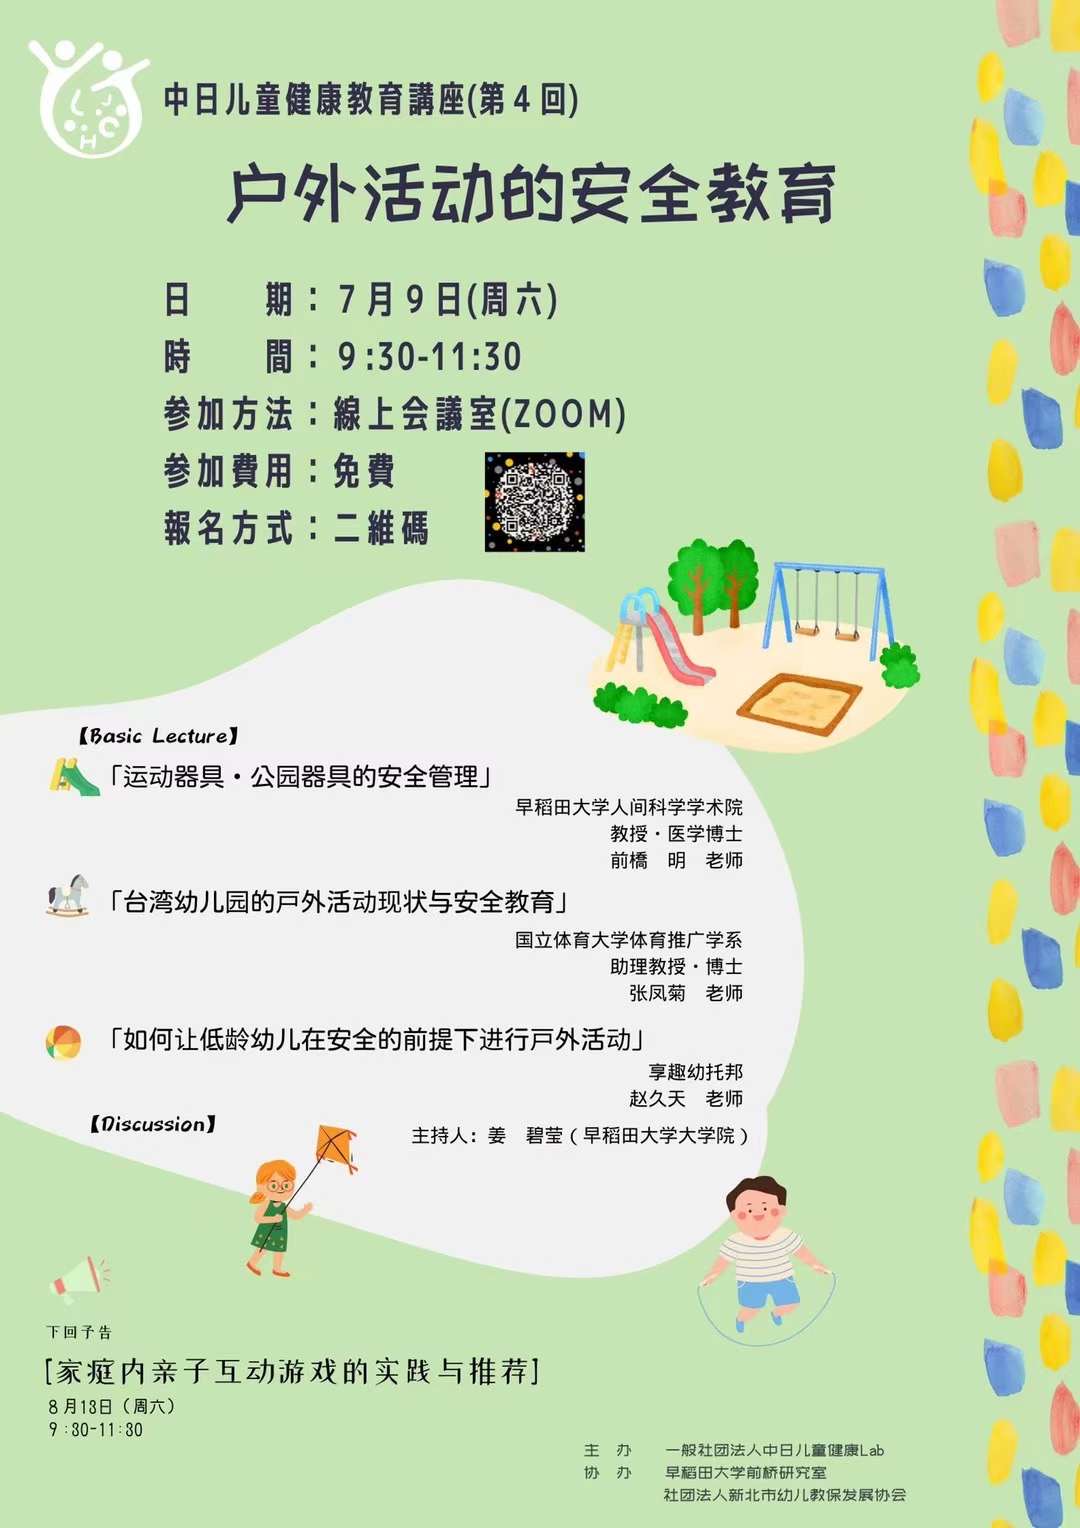 中日儿童健康教育講座(第4回)
户外活动的安全教育
日　　期：7月9日(周六)
時　　間：9:30-11:30
参加方法：線上会議室(ZOOM)
参加費用：免費
報名方式：二維碼
【Basic Lecture】
「运动器具·公园器具的安全管理」
早稻田大学人间科学学术院
教授·医学博士
前橋　明　老师
「台湾幼儿园的戸外活动现状与安全教育」
国立体育大学体育推广学系
助理教授·博士
张凤菊　老师
「如何让低龄幼儿在安全的前提下进行戸外活动」
享趣幼托邦
赵久天　老师
【Discussion】
主持人：姜　碧莹（早稻田大学大学院）
下回予告
[家庭内亲子互动游戏的实践与推荐]
8月13日（周六）
9:30-11:30
主　办　一般社团法人中日儿童健康Lab
协　办　早稻田大学前桥研究室
社团法人新北市幼儿教保发展协会
LJHC